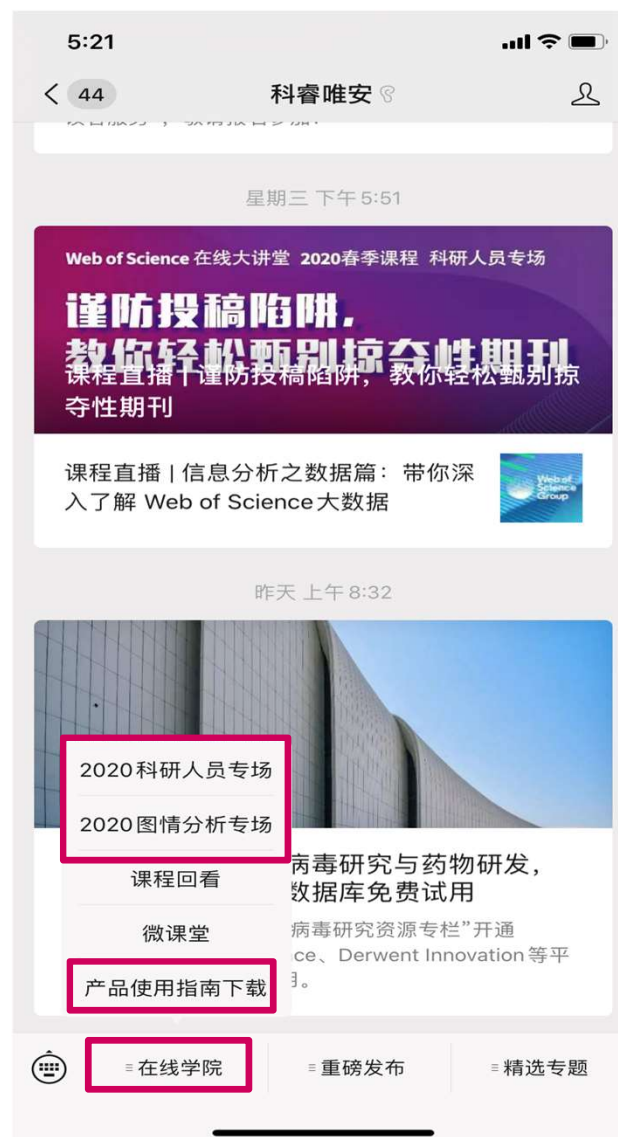 5:21
44
科睿唯安
星期三 下午 5:51
Web of Science 在线大讲堂 2020春季课程 科研人员专场
谨防投稿陷阱，
教你轻松甄别掠夺性期刊
课程直播 | 谨防投稿陷阱，教你轻松甄别掠
夺性期刊
课程直播 | 信息分析之数据篇：带你深
入了解 Web of Science大数据
Web of
Science
Group
昨天 上午 8:32
2020科研人员专场
2020图情分析专场
课程回看
微课堂
产品使用指南下载
病毒研究与药物研发，
数据库免费试用
病毒研究资源专栏”开通
nce、Derwent Innovation 等平
在线学院
重磅发布
精选专题